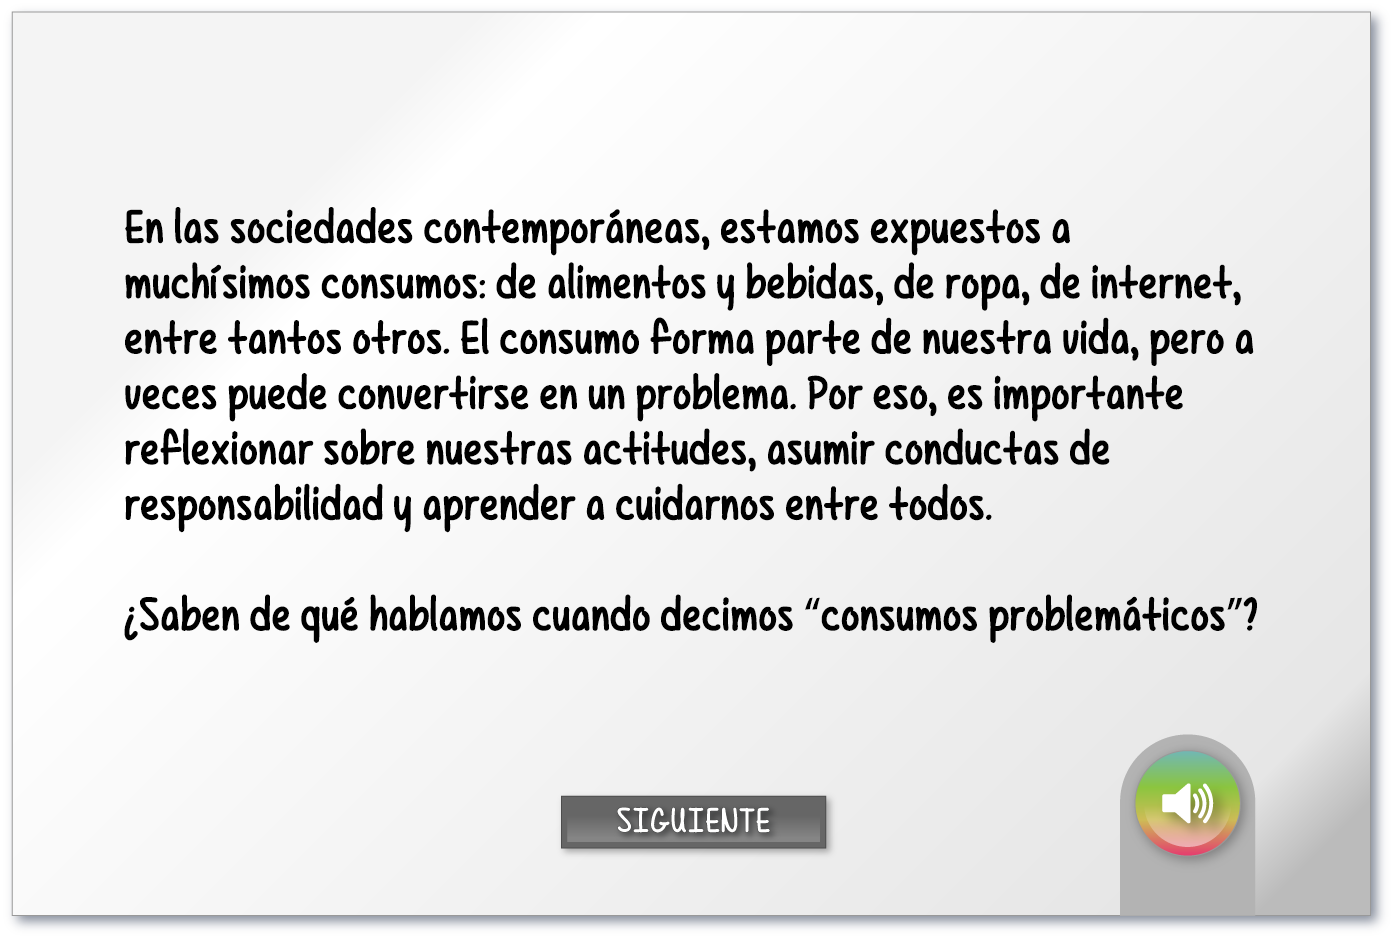 En las sociedades contemporáneas, estamos expuestos a
muchísimos consumos: de alimentos y bebidas, de ropa, de internet,
entre tantos otros. El consumo forma parte de nuestra vida, pero a
veces puede convertirse en un problema. Por eso, es importante
reflexionar sobre nuestras actitudes, asumir conductas de
responsabilidad y aprender a cuidarnos entre todos.
¿Saben de qué hablamos cuando decimos “consumos problemáticos”?
SIGUIENTE